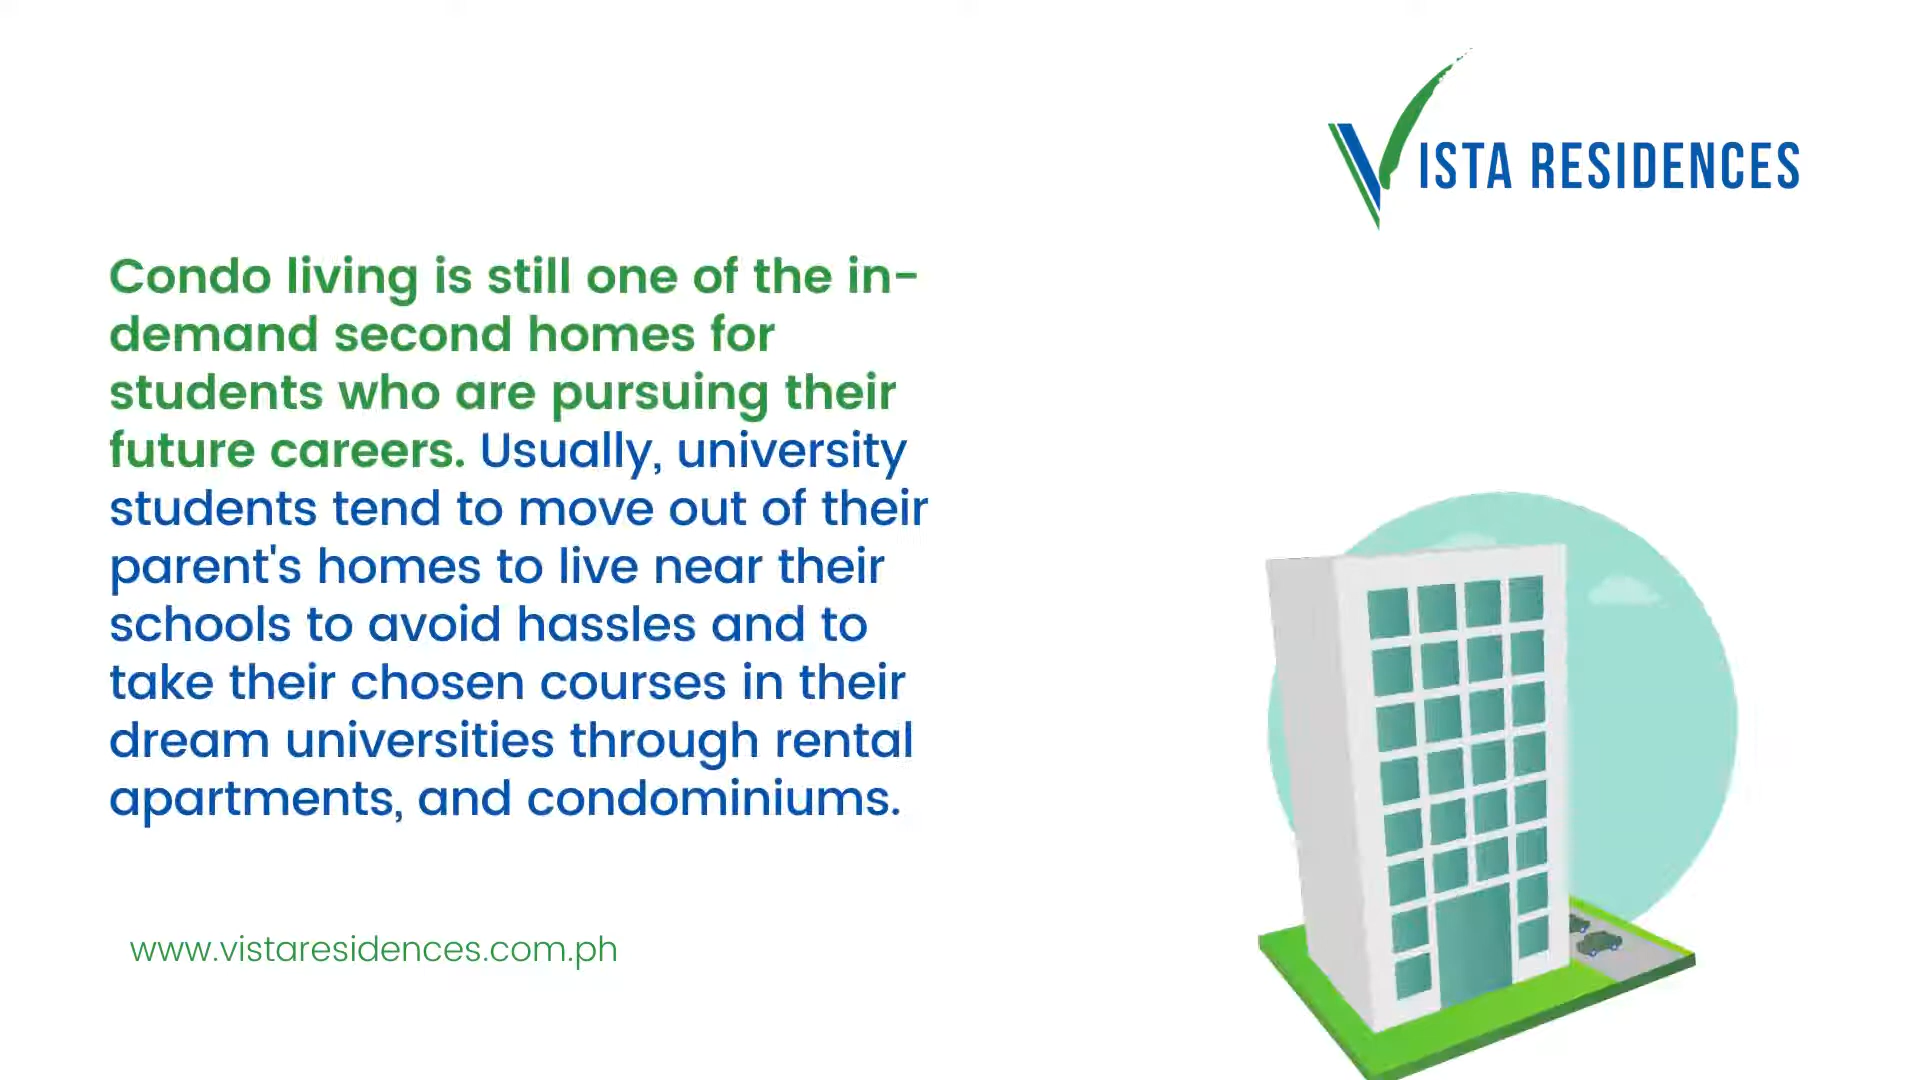 VISTA RESIDENCES
Condo living is still one of the in-
demand second homes for
students who are pursuing their
future careers. Usually, university
students tend to move out of their
parent's homes to live near their
schools to avoid hassles and to
take their chosen courses in their
dream universities through rental
apartments, and condominiums.
www.vistaresidences.com.ph